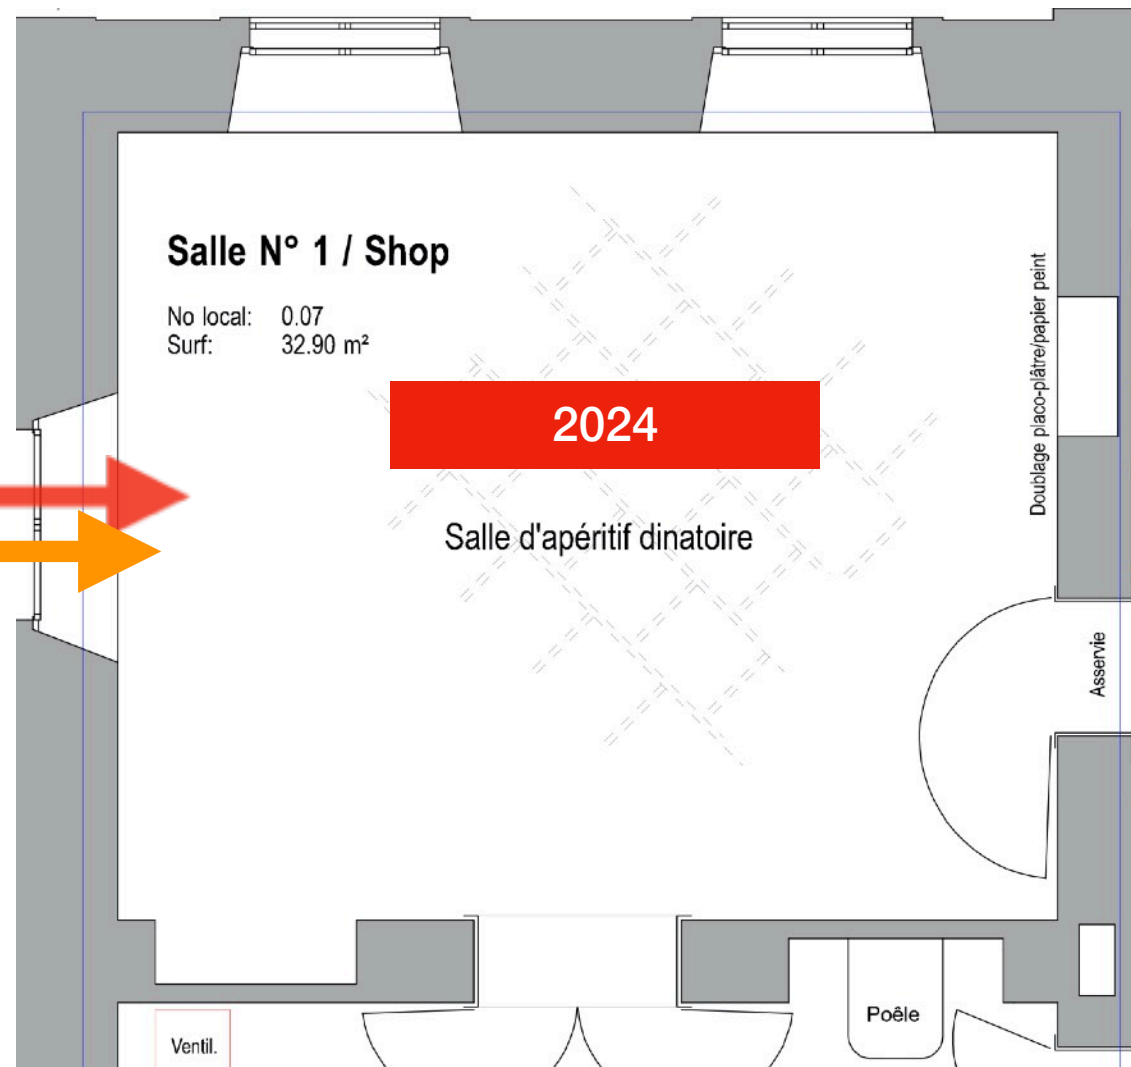 Salle N° 1 / Shop
No local: 0.07
Surf: 32.90 m²
2024
Salle d'apéritif dinatoire
Doublage placo-plâtre/papier peint
Asservie
Poêle
Ventil.